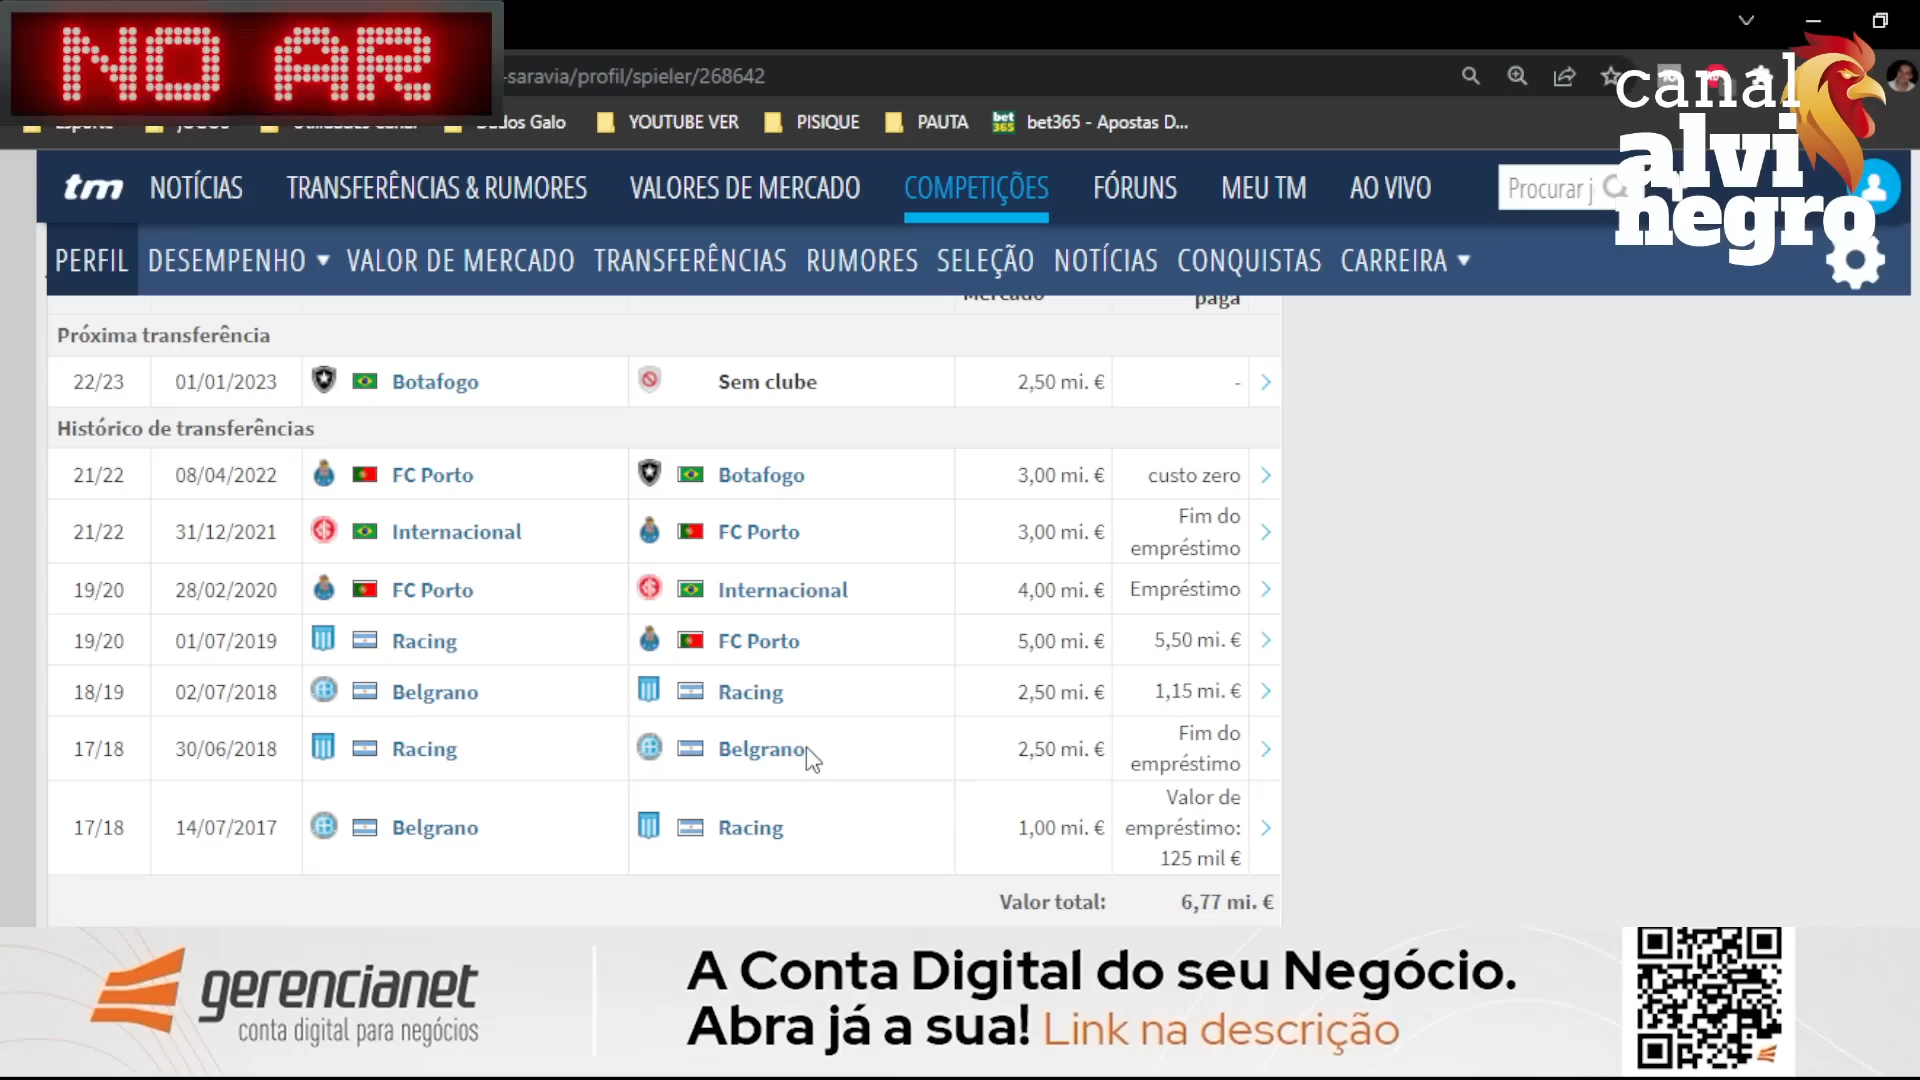 NO AR
-saravia/profil/spieler/268642
canal
alvi
negro
Dados Galo YOUTUBE VER PISIQUE PAUTA bet365 bet365 - Apostas D...
tm NOTÍCIAS TRANSFERÊNCIAS & RUMORES VALORES DE MERCADO COMPETIÇÕES FÓRUNS MEU TM AO VIVO Procurar j
PERFIL DESEMPENHO VALOR DE MERCADO TRANSFERÊNCIAS RUMORES SELEÇÃO NOTÍCIAS CONQUISTAS CARREIRA
Mercado paga
Próxima transferência
22/23 01/01/2023 Botafogo Sem clube 2,50 mi. € -
Histórico de transferências
21/22 08/04/2022 FC Porto Botafogo 3,00 mi. € custo zero
21/22 31/12/2021 Internacional FC Porto 3,00 mi. € Fim do
empréstimo
19/20 28/02/2020 FC Porto Internacional 4,00 mi. € Empréstimo
19/20 01/07/2019 Racing FC Porto 5,00 mi. € 5,50 mi. €
18/19 02/07/2018 Belgrano Racing 2,50 mi. € 1,15 mi. €
17/18 30/06/2018 Racing Belgrano 2,50 mi. € Fim do
empréstimo
17/18 14/07/2017 Belgrano Racing 1,00 mi. € Valor de
empréstimo:
125 mil €
Valor total: 6,77 mi. €
gerencianet
conta digital para negócios
A Conta Digital do seu Negócio.
Abra já a sua! Link na descrição